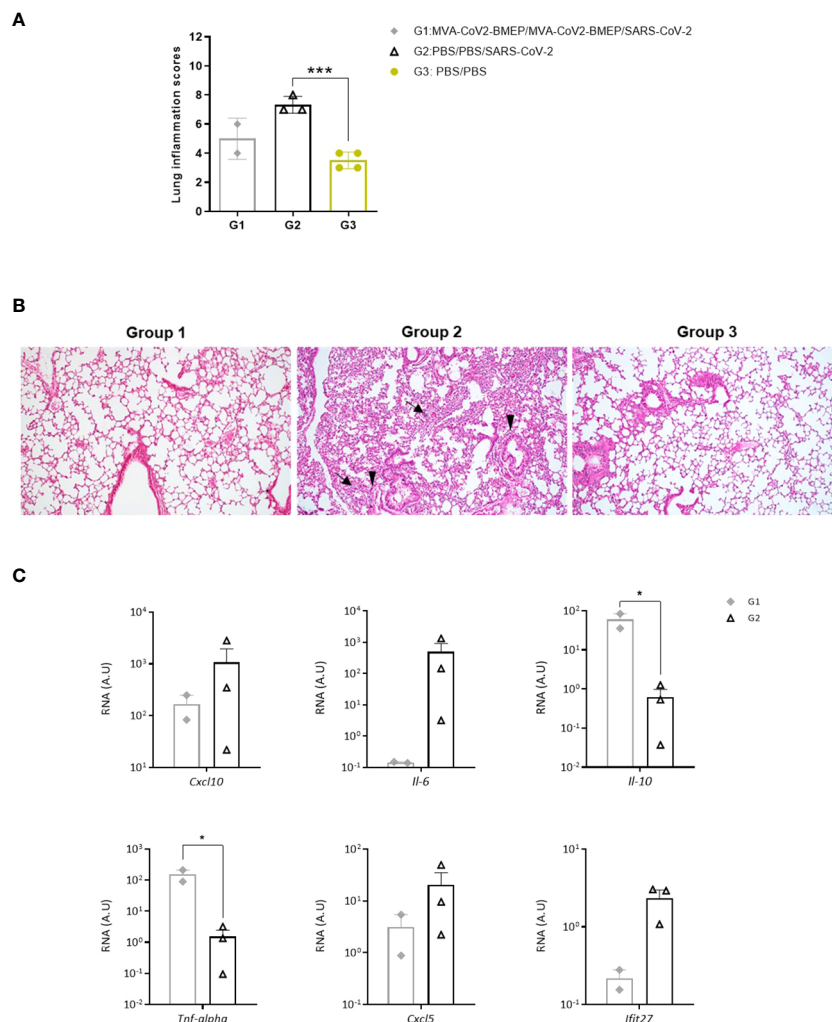 A
G1:MVA-CoV2-BMEP/MVA-CoV2-BMEP/SARS-CoV-2
G2:PBS/PBS/SARS-CoV-2
G3: PBS/PBS
Lung inflammation scores
12
10
8
6
4
2
0
***
G1 G2 G3
B
Group 1 Group 2 Group 3
C
RNA (A.U)
10⁴
10³
10²
10¹
Cxcl10
RNA (A.U)
10⁴
10³
10²
10¹
10⁰
10⁻¹
Il-6
RNA (A.U)
10²
10¹
10⁰
10⁻¹
10⁻²
*
Il-10
G1
G2
RNA (A.U)
10³
10²
10¹
10⁰
10⁻¹
10⁻²
*
Tnf-alpha
RNA (A.U)
10²
10¹
10⁰
10⁻¹
Cxcl5
RNA (A.U)
10¹
10⁰
10⁻¹
Ifit27